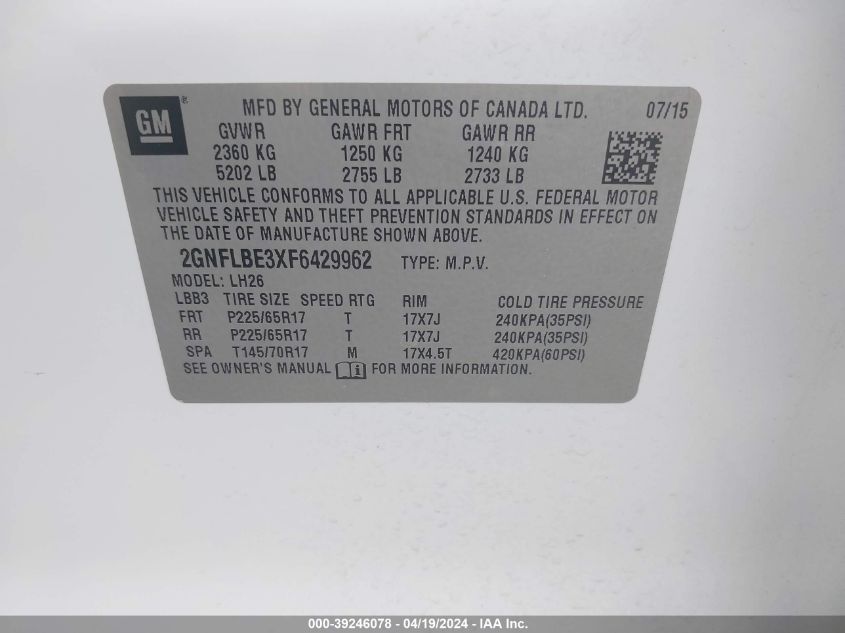 GM®
MFD BY GENERAL MOTORS OF CANADA LTD. 07/15
GVWR GAWR FRT GAWR RR
2360 KG 1250 KG 1240 KG
5202 LB 2755 LB 2733 LB
THIS VEHICLE CONFORMS TO ALL APPLICABLE U.S. FEDERAL MOTOR
VEHICLE SAFETY AND THEFT PREVENTION STANDARDS IN EFFECT ON
THE DATE OF MANUFACTURE SHOWN ABOVE.
2GNFLBE3XF6429962 TYPE: M.P.V.
MODEL: LH26
LBB3 TIRE SIZE SPEED RTG RIM COLD TIRE PRESSURE
FRT P225/65R17 T 17X7J 240KPA(35PSI)
RR P225/65R17 T 17X7J 240KPA(35PSI)
SPA T145/70R17 M 17X4.5T 420KPA(60PSI)
SEE OWNER'S MANUAL FOR MORE INFORMATION.
000-39246078 - 04/19/2024 - IAA Inc.